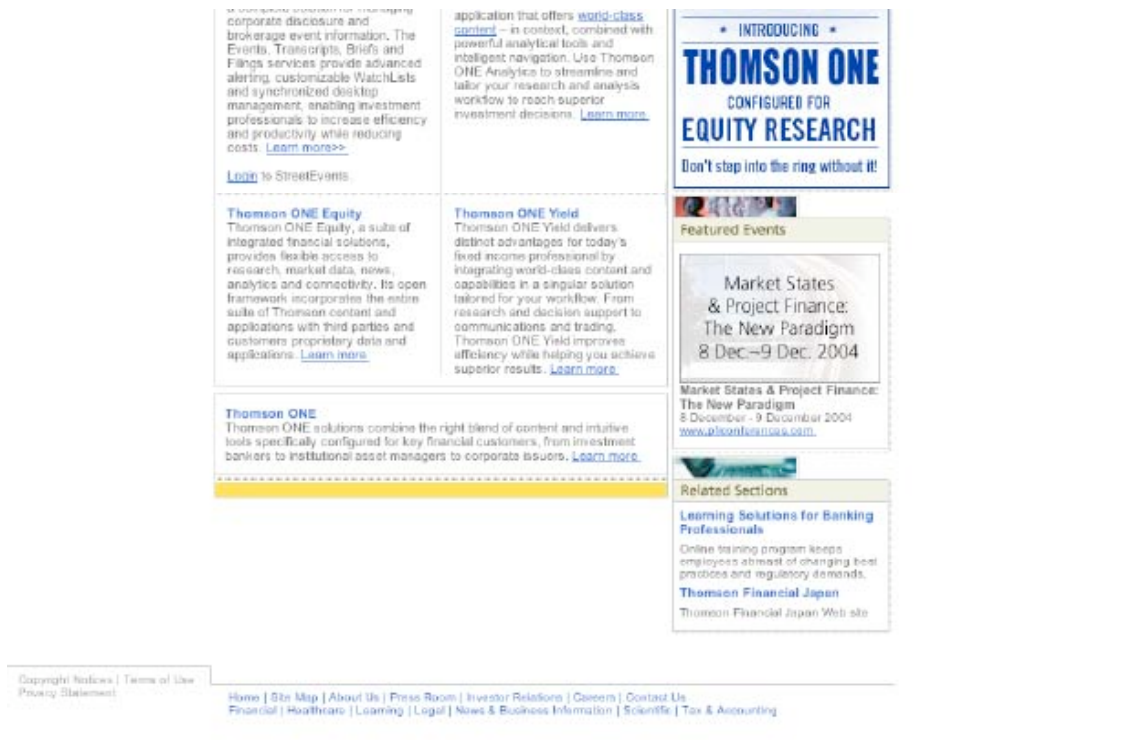 a complete solution for managing
corporate disclosure and
brokerage event information. The
Events, Transcripts, Briefs and
Filings services provide advanced
alerting, customizable WatchLists
and synchronized desktop
management, enabling investment
professionals to increase efficiency
and productivity while reducing
costs. Learn more>>
Login to StreetEvents.
application that offers world-class
content – in context, combined with
powerful analytical tools and
intelligent navigation. Use Thomson
ONE Analytics to streamline and
tailor your research and analysis
workflow to reach superior
investment decisions. Learn more
Thomson ONE Equity
Thomson ONE Equity, a suite of
integrated financial solutions,
provides flexible access to
research, market data, news,
analytics and connectivity. Its open
framework incorporates the entire
suite of Thomson content and
applications with third parties and
customers proprietary data and
applications. Learn more
Thomson ONE Yield
Thomson ONE Yield delivers
distinct advantages for today's
fixed income professional by
integrating world-class content and
capabilities in a singular solution
tailored for your workflow. From
research and decision support to
communications and trading,
Thomson ONE Yield improves
efficiency while helping you achieve
superior results. Learn more
Thomson ONE
Thomson ONE solutions combine the right blend of content and intuitive
tools specifically configured for key financial customers, from investment
bankers to institutional asset managers to corporate issuers. Learn more
INTRODUCING
THOMSON ONE
CONFIGURED FOR
EQUITY RESEARCH
Don't step into the ring without it!
Featured Events
Market States
& Project Finance:
The New Paradigm
8 Dec.–9 Dec. 2004
Market States & Project Finance:
The New Paradigm
8 December - 9 December 2004
Related Sections
Learning Solutions for Banking
Professionals
Online training program keeps
employees abreast of changing best
practices and regulatory demands.
Thomson Financial Japan
Thomson Financial Japan Web site
Copyright Notices | Terms of Use
Privacy Statement
Home | Site Map | About Us | Press Room | Investor Relations | Careers | Contact Us
Financial | Healthcare | Learning | Legal | News & Business Information | Scientific | Tax & Accounting